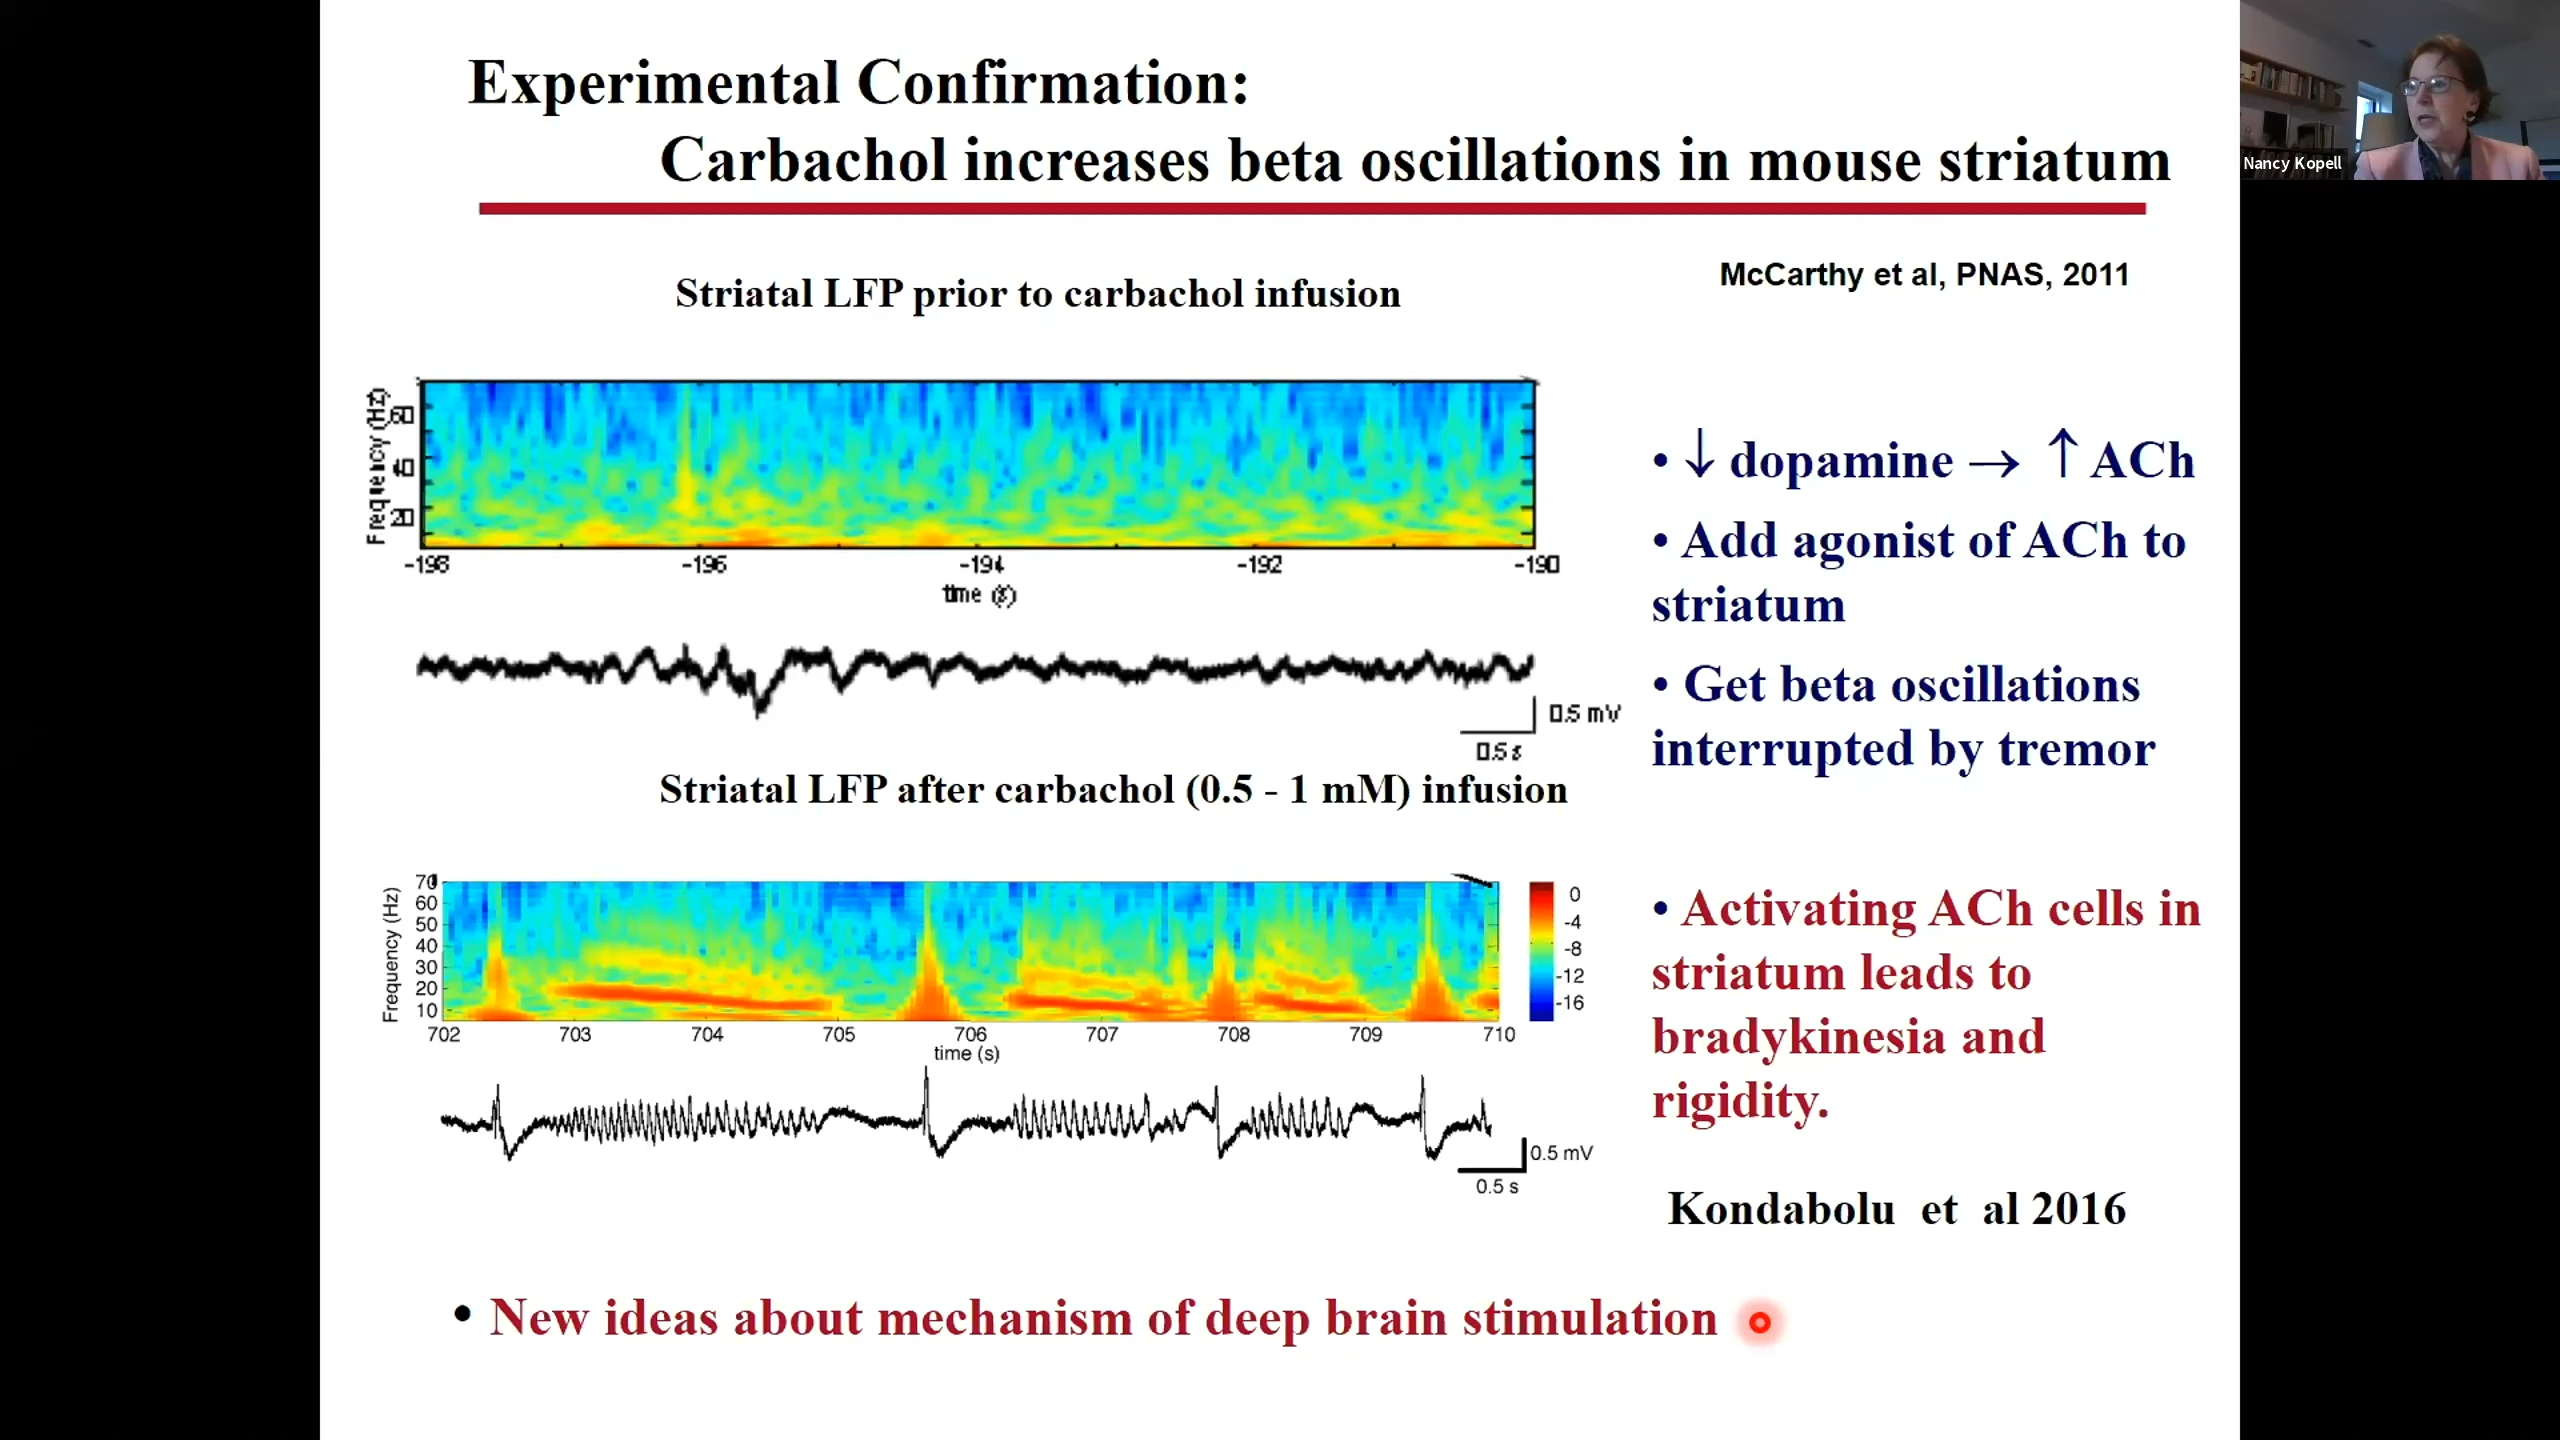 Experimental Confirmation:
Carbachol increases beta oscillations in mouse striatum
Nancy Kopell
Striatal LFP prior to carbachol infusion
McCarthy et al, PNAS, 2011
Frequency (Hz)
60
40
20
-198 -196 -194 -192 -190
time (s)
0.5 mV
0.5 s
• ↓ dopamine → ↑ ACh
• Add agonist of ACh to
striatum
• Get beta oscillations
interrupted by tremor
Striatal LFP after carbachol (0.5 - 1 mM) infusion
Frequency (Hz)
70
60
50
40
30
20
10
702 703 704 705 706 707 708 709 710
time (s)
0
-4
-8
-12
-16
0.5 mV
0.5 s
• Activating ACh cells in
striatum leads to
bradykinesia and
rigidity.
Kondabolu et al 2016
• New ideas about mechanism of deep brain stimulation